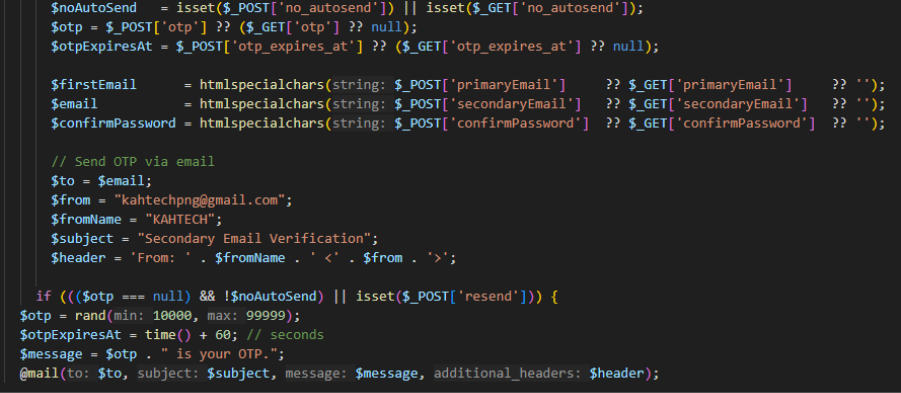 $noAutoSend   = isset($_POST['no_autosend']) || isset($_GET['no_autosend']);
$otp = $_POST['otp'] ?? ($_GET['otp'] ?? null);
$otpExpiresAt = $_POST['otp_expires_at'] ?? ($_GET['otp_expires_at'] ?? null);
$firstEmail      = htmlspecialchars(string: $_POST['primaryEmail']     ?? $_GET['primaryEmail']     ?? '');
$email           = htmlspecialchars(string: $_POST['secondaryEmail']   ?? $_GET['secondaryEmail']   ?? '');
$confirmPassword = htmlspecialchars(string: $_POST['confirmPassword']  ?? $_GET['confirmPassword']  ?? '');
// Send OTP via email
$to = $email;
$from = "kahtechpng@gmail.com";
$fromName = "KAHTECH";
$subject = "Secondary Email Verification";
$header = 'From: ' . $fromName . ' <' . $from . '>';
if ((($otp === null) && !$noAutoSend) || isset($_POST['resend'])) {
$otp = rand(min: 10000, max: 99999);
$otpExpiresAt = time() + 60; // seconds
$message = $otp . " is your OTP.";
@mail(to: $to, subject: $subject, message: $message, additional_headers: $header);